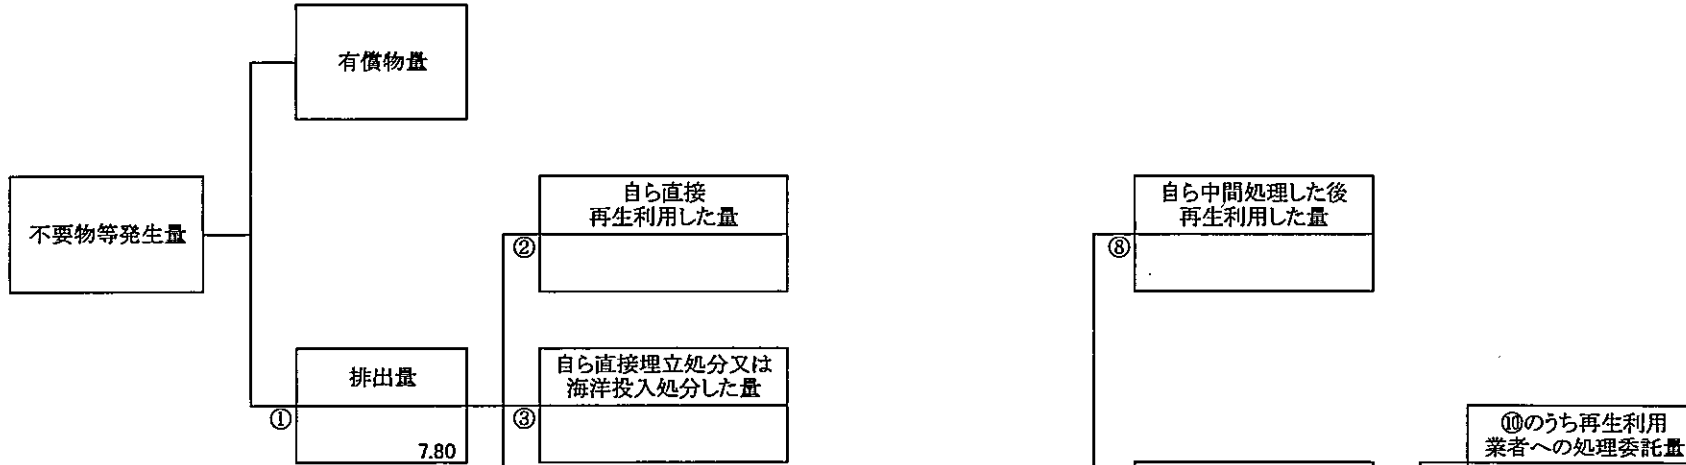 有償物量
不要物等発生量
自ら直接
再生利用した量
②
自ら中間処理した後
再生利用した量
⑧
排出量
①
7.80
自ら直接埋立処分又は
海洋投入処分した量
③
⑩のうち再生利用
業者への処理委託量